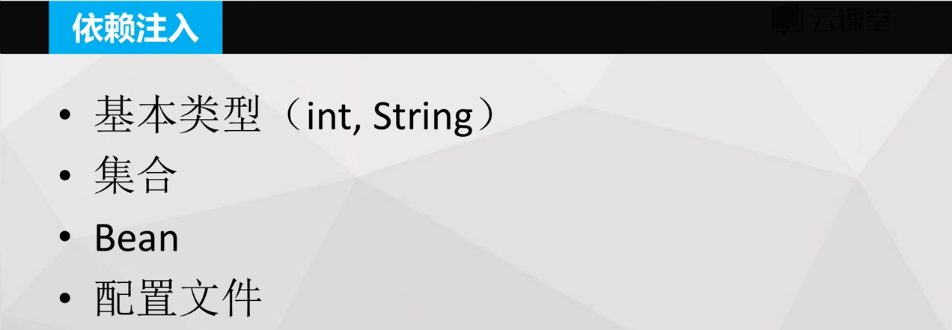 依赖注入
云课堂
• 基本类型（int, String）
• 集合
• Bean
• 配置文件